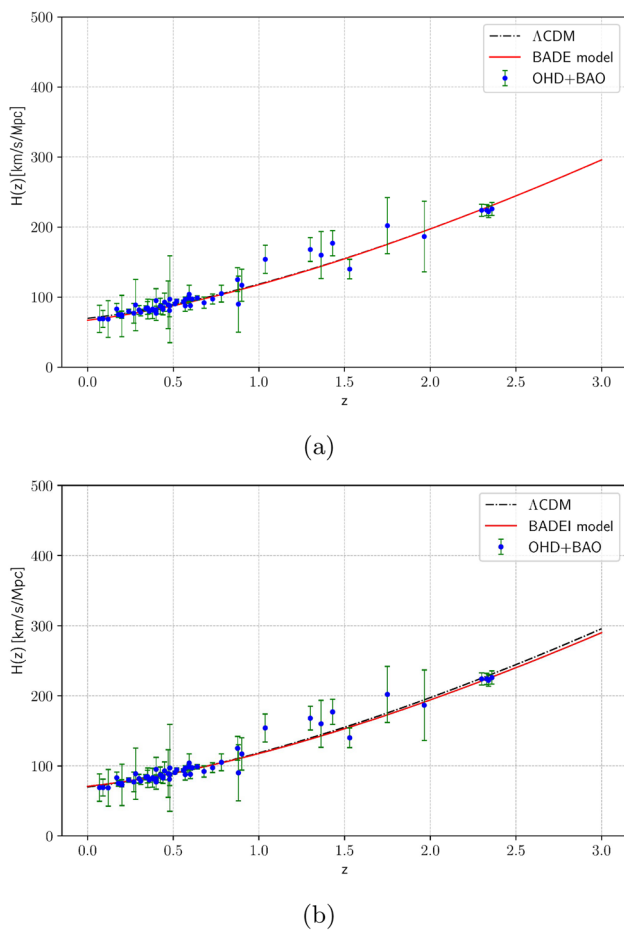 500
400
300
200
100
0
H(z)[km/s/Mpc]
ΛCDM
BADE model
OHD+BAO
0.0 0.5 1.0 1.5 2.0 2.5 3.0
z
(a)
500
400
300
200
100
0
H(z) [km/s/Mpc]
ΛCDM
BADEI model
OHD+BAO
0.0 0.5 1.0 1.5 2.0 2.5 3.0
z
(b)